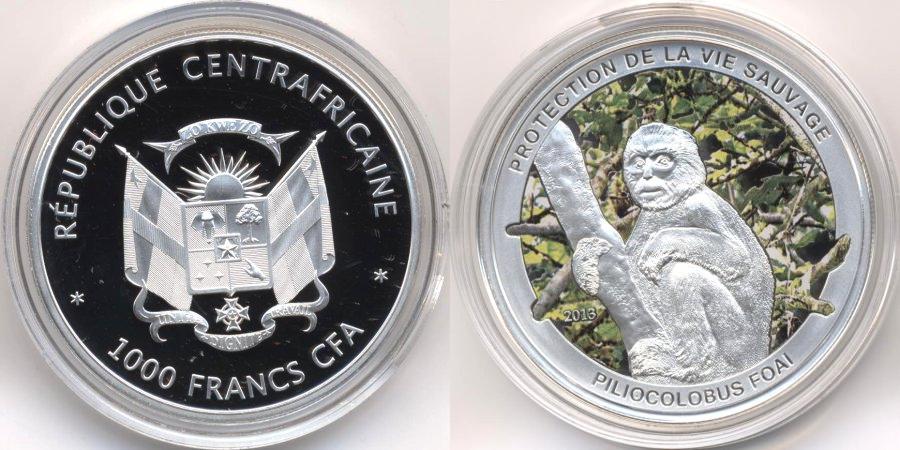 RÉPUBLIQUE CENTRAFRICAINE
ZO KWE ZO
UNITÉ DIGNITÉ TRAVAIL
* 1000 FRANCS CFA *
PROTECTION DE LA VIE SAUVAGE
2013
PILIOCOLOBUS FOAI